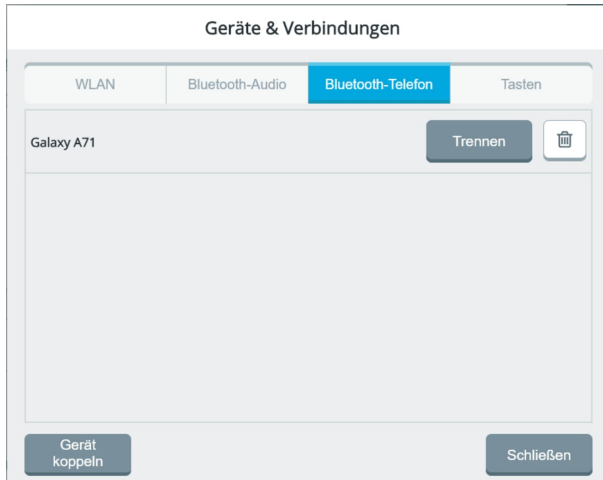 Geräte & Verbindungen
WLAN Bluetooth-Audio Bluetooth-Telefon Tasten
Galaxy A71 Trennen
Gerät
koppeln
Schließen